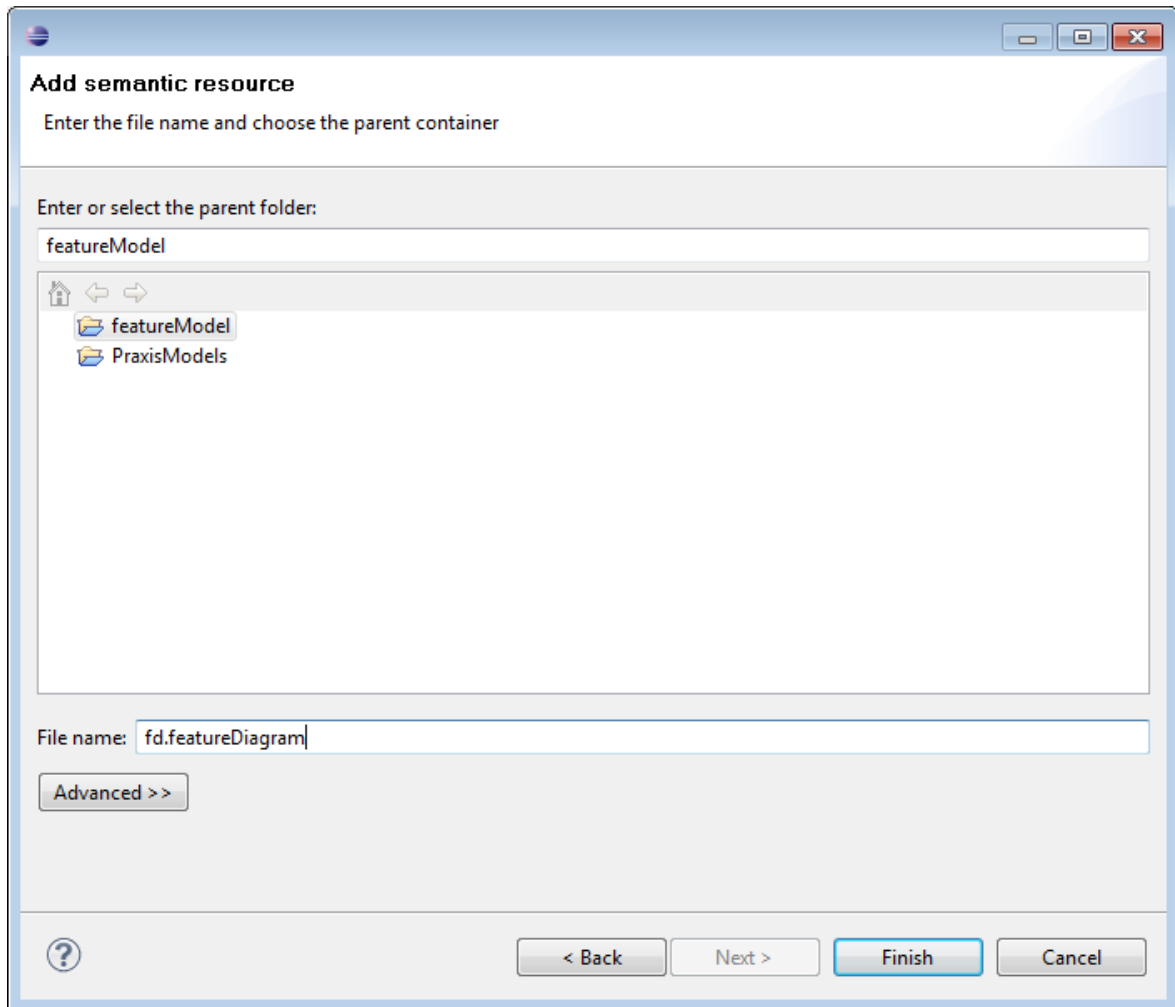 Add semantic resource
Enter the file name and choose the parent container
Enter or select the parent folder:
featureModel
featureModel
PraxisModels
File name: fd.featureDiagram
Advanced >>
? < Back Next > Finish Cancel